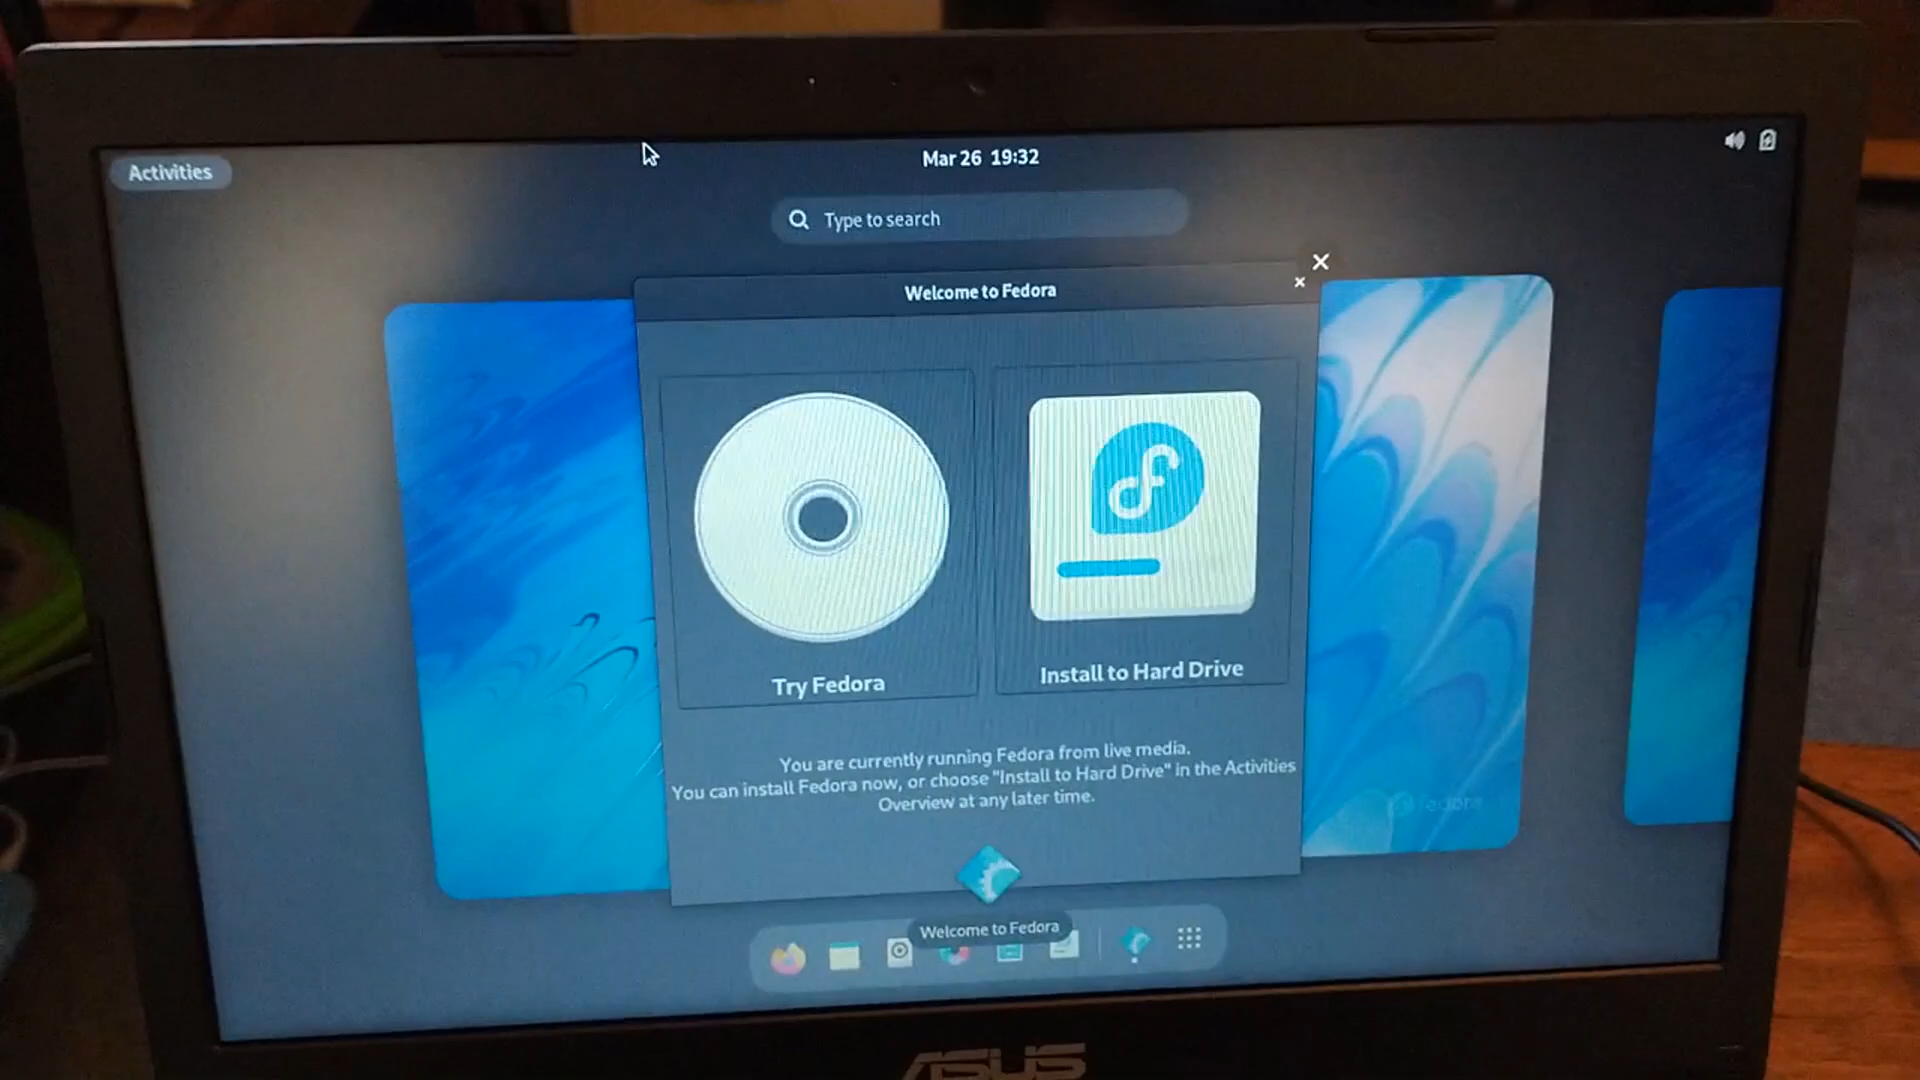 Activities
Mar 26 19:32
Type to search
Welcome to Fedora
Try Fedora
Install to Hard Drive
You are currently running Fedora from live media.
You can install Fedora now, or choose "Install to Hard Drive" in the Activities
Overview at any later time.
fedora
Welcome to Fedora
ASUS